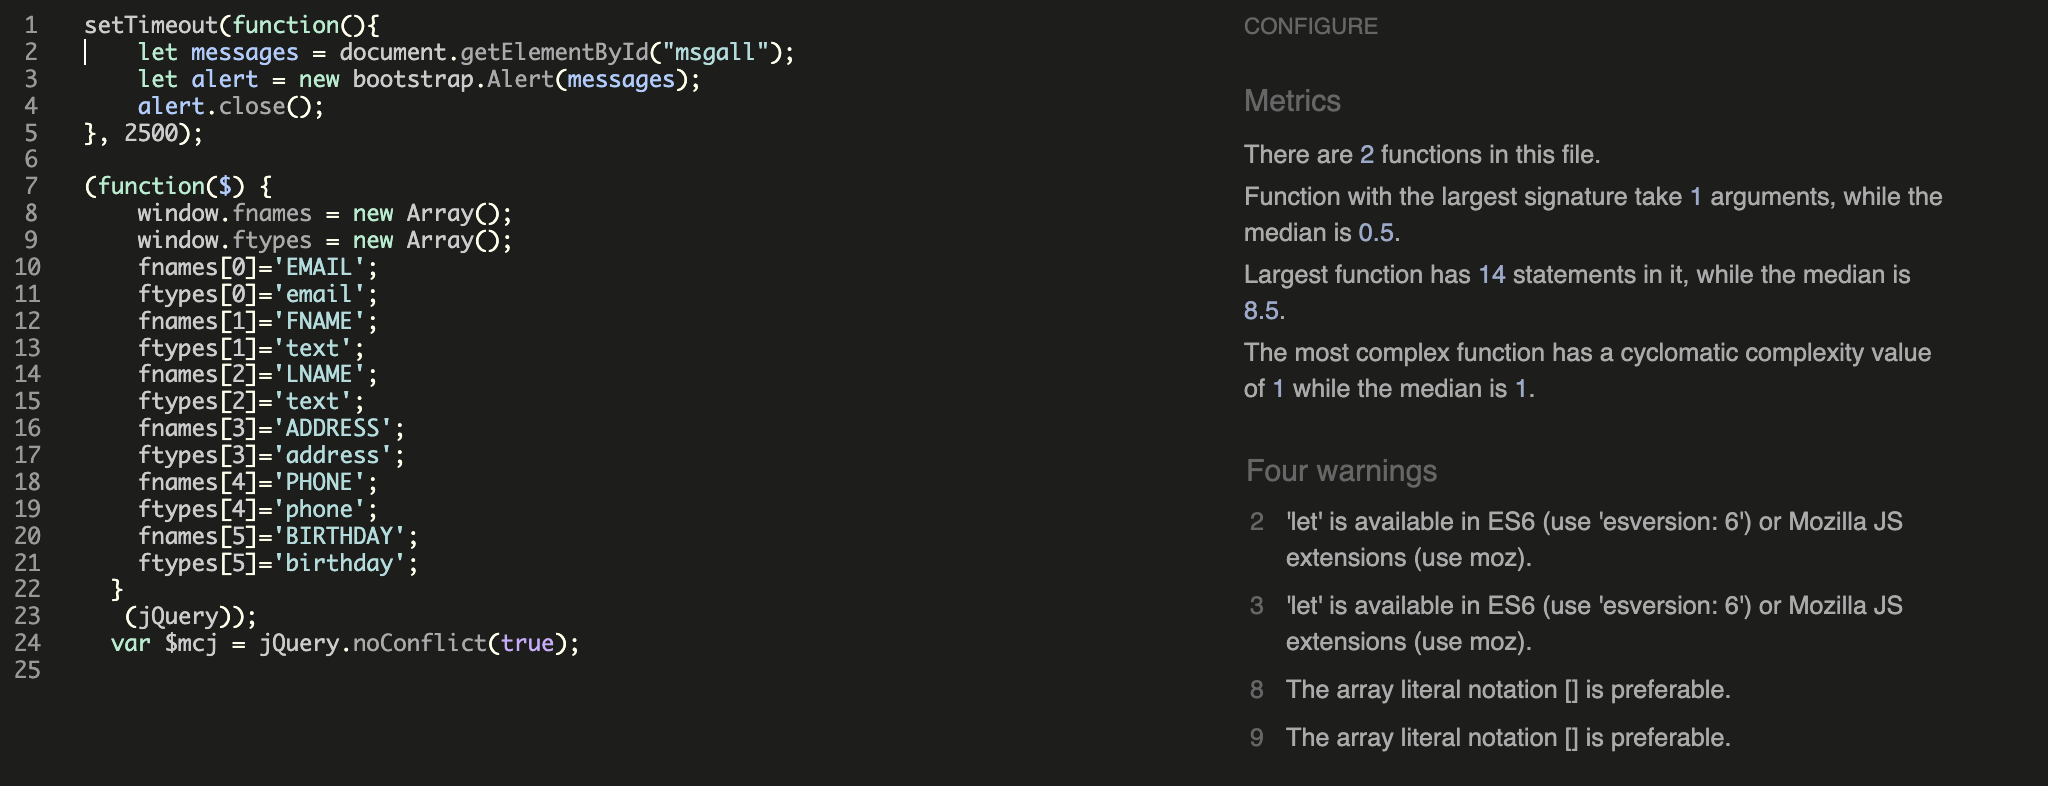 1 setTimeout(function(){
2     let messages = document.getElementById("msgall");
3     let alert = new bootstrap.Alert(messages);
4     alert.close();
5 }, 2500);
6
7 (function($) {
8     window.fnames = new Array();
9     window.ftypes = new Array();
10     fnames[0]='EMAIL';
11     ftypes[0]='email';
12     fnames[1]='FNAME';
13     ftypes[1]='text';
14     fnames[2]='LNAME';
15     ftypes[2]='text';
16     fnames[3]='ADDRESS';
17     ftypes[3]='address';
18     fnames[4]='PHONE';
19     ftypes[4]='phone';
20     fnames[5]='BIRTHDAY';
21     ftypes[5]='birthday';
22   }
23    (jQuery));
24   var $mcj = jQuery.noConflict(true);
25
CONFIGURE
Metrics
There are 2 functions in this file.
Function with the largest signature take 1 arguments, while the
median is 0.5.
Largest function has 14 statements in it, while the median is
8.5.
The most complex function has a cyclomatic complexity value
of 1 while the median is 1.
Four warnings
2 'let' is available in ES6 (use 'esversion: 6') or Mozilla JS
extensions (use moz).
3 'let' is available in ES6 (use 'esversion: 6') or Mozilla JS
extensions (use moz).
8 The array literal notation [] is preferable.
9 The array literal notation [] is preferable.